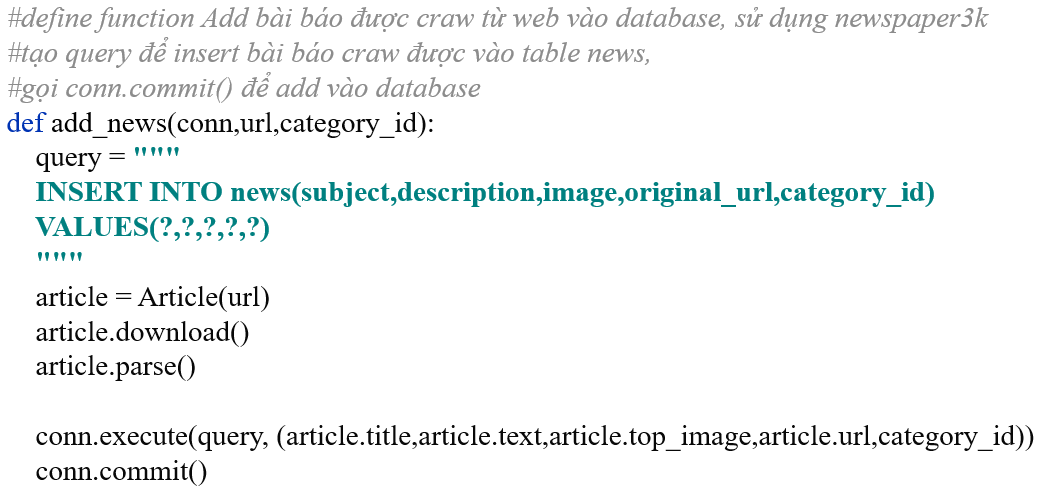 #define function Add bài báo được craw từ web vào database, sử dụng newspaper3k
#tạo query để insert bài báo craw được vào table news,
#gọi conn.commit() để add vào database
def add_news(conn,url,category_id):
    query = """
    INSERT INTO news(subject,description,image,original_url,category_id)
    VALUES(?,?,?,?,?)
    """
    article = Article(url)
    article.download()
    article.parse()

    conn.execute(query, (article.title,article.text,article.top_image,article.url,category_id))
    conn.commit()